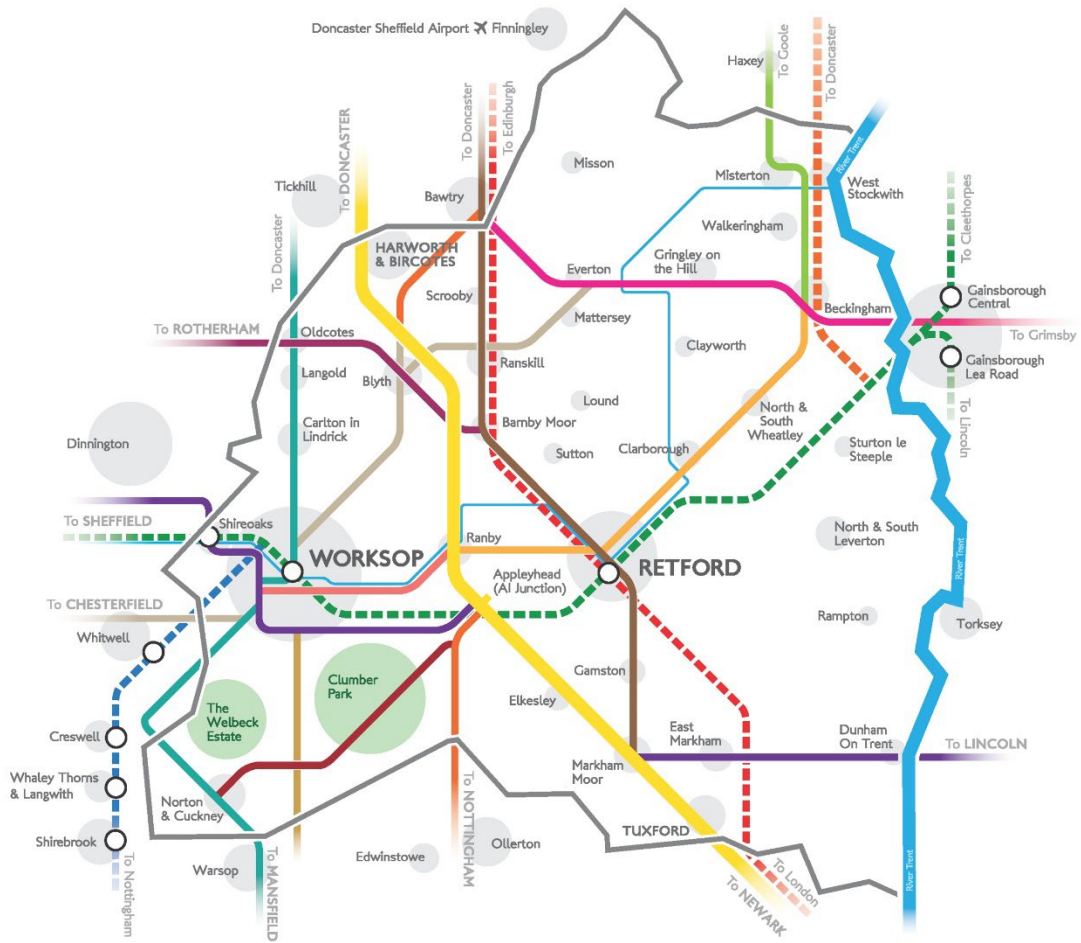 Doncaster Sheffield Airport ✈ Finningley
Haxey
To Goole
To Doncaster
To Doncaster
To Edinburgh
To DONCASTER
River Trent
Misson
Misterton
West
Stockwith
Tickhill
Bawtry
To Cleethorpes
Walkeringham
To Doncaster
HARWORTH
& BIRCOTES
Everton
Gringley on
the Hill
Scrooby
Gainsborough
Central
Mattersey
Beckingham
To ROTHERHAM
Oldcotes
To Grimsby
Clayworth
Ranskill
Gainsborough
Lea Road
Langold
Blyth
Lound
North &
South
Wheatley
To Lincoln
Carlton in
Lindrick
Barnby Moor
Dinnington
Sutton
Clarborough
Sturton le
Steeple
To SHEFFIELD
Shireoaks
WORKSOP
Ranby
North & South
Leverton
River Trent
RETFORD
Appleyhead
(A1 Junction)
To CHESTERFIELD
Whitwell
Rampton
Torksey
Clumber
Park
Gamston
The
Welbeck
Estate
Elkesley
Creswell
East
Markham
Dunham
On Trent
To LINCOLN
Markham
Moor
Whaley Thorns
& Langwith
Norton
& Cuckney
To NOTTINGHAM
Shirebrook
TUXFORD
Ollerton
Edwinstowe
Warsop
To Nottingham
To MANSFIELD
To London
To NEWARK
River Trent